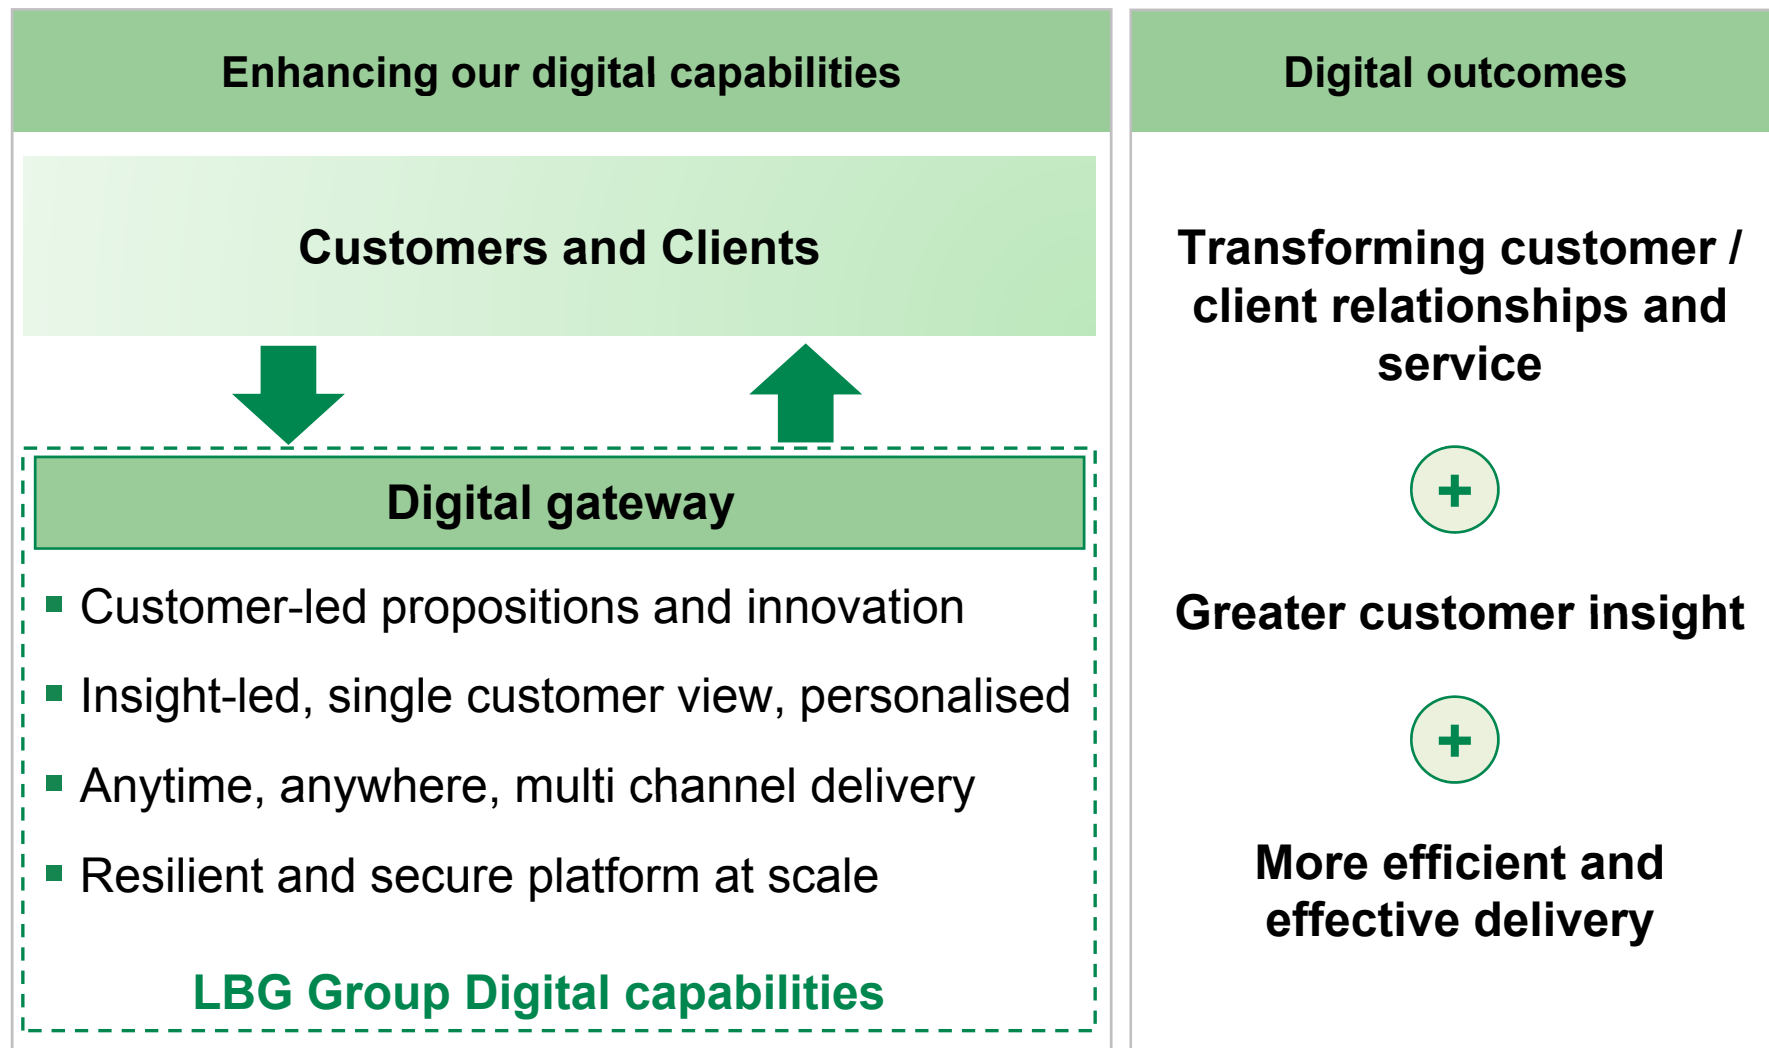 Enhancing our digital capabilities
Customers and Clients
Digital gateway
Customer-led propositions and innovation
Insight-led, single customer view, personalised
Anytime, anywhere, multi channel delivery
Resilient and secure platform at scale
LBG Group Digital capabilities
Digital outcomes
Transforming customer /
client relationships and
service
+
Greater customer insight
+
More efficient and
effective delivery